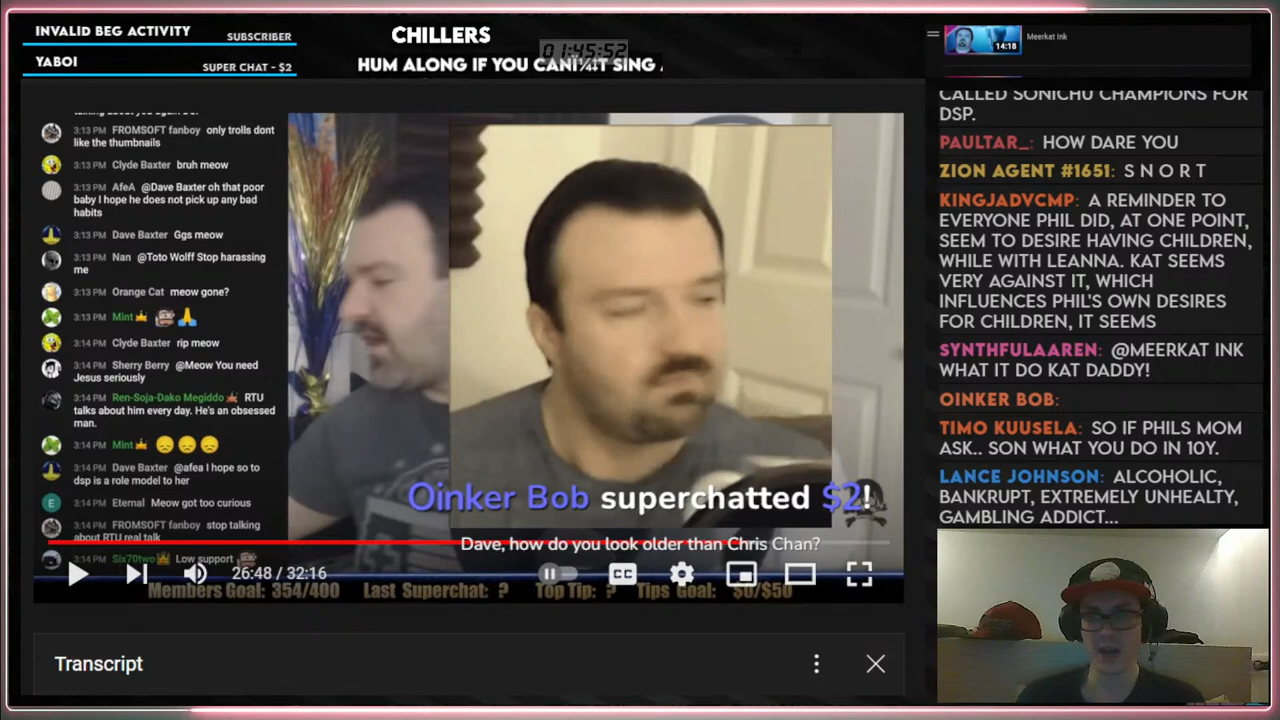 INVALID BEG ACTIVITY
SUBSCRIBER
YABOI
SUPER CHAT - $2
CHILLERS
01:45:52
HUM ALONG IF YOU CANI¼4T SING
14:18
Meerkat Ink
3:13 PM FROMSOFT fanboy only trolls dont
like the thumbnails
3:13 PM Clyde Baxter bruh meow
3:13 PM AfeA @Dave Baxter oh that poor
baby I hope he does not pick up any bad
habits
3:13 PM Dave Baxter Ggs meow
3:13 PM Nan @Toto Wolff Stop harassing
me
3:13 PM Orange Cat meow gone?
3:13 PM Mint
3:14 PM Clyde Baxter rip meow
3:14 PM Sherry Berry @Meow You need
Jesus seriously
3:14 PM Ren-Soja-Dako Megiddo RTU
talks about him every day. He's an obsessed
man.
3:14 PM Mint
3:14 PM Dave Baxter @afea I hope so to
dsp is a role model to her
3:14 PM Eternal Meow got too curious
3:14 PM FROMSOFT fanboy stop talking
about RTU real talk
3:14 PM Six70two Low support
Oinker Bob superchatted $2!
Dave, how do you look older than Chris Chan?
26:48 / 32:16
CC
Members Goal: 354/400 Last Superchat: ? Top Tip: ? Tips Goal: $0/$50
Transcript
CALLED SONICHU CHAMPIONS FOR
DSP.
PAULTAR_: HOW DARE YOU
ZION AGENT #1651: S N O R T
KINGJADVCMP: A REMINDER TO
EVERYONE PHIL DID, AT ONE POINT,
SEEM TO DESIRE HAVING CHILDREN,
WHILE WITH LEANNA. KAT SEEMS
VERY AGAINST IT, WHICH
INFLUENCES PHIL'S OWN DESIRES
FOR CHILDREN, IT SEEMS
SYNTHFULAAREN: @MEERKAT INK
WHAT IT DO KAT DADDY!
OINKER BOB:
TIMO KUUSELA: SO IF PHILS MOM
ASK.. SON WHAT YOU DO IN 10Y.
LANCE JOHNSON: ALCOHOLIC,
BANKRUPT, EXTREMELY UNHEALTY,
GAMBLING ADDICT...